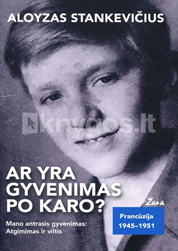 ALOYZAS STANKEVIČIUS
knygos.lt
AR YRA
GYVENIMAS
PO KARO?
Mano antrasis gyvenimas:
Atgimimas ir viltis
Žara
Prancūzija
1945–1951